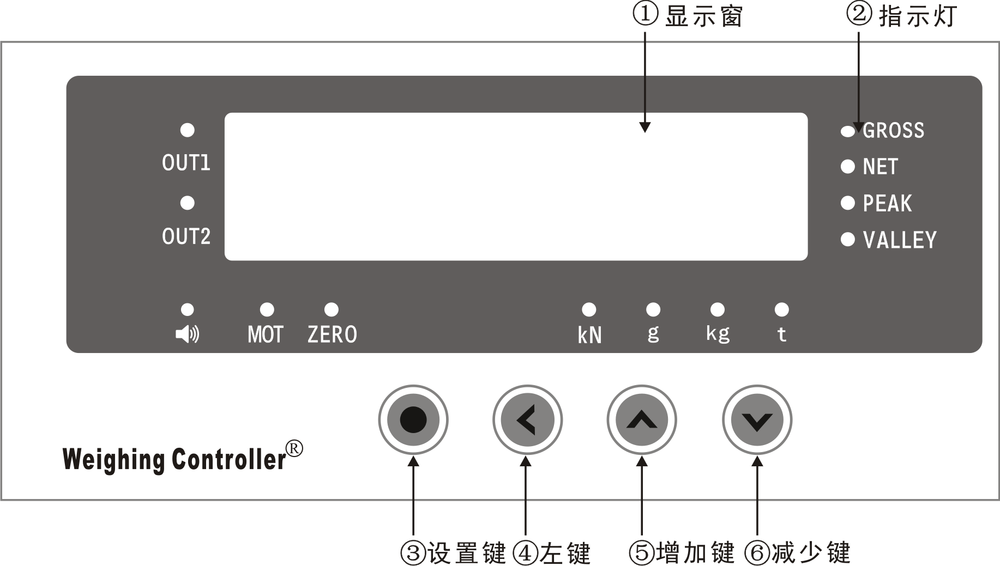 ①显示窗 ②指示灯
GROSS
OUT1
NET
PEAK
OUT2
VALLEY
MOT ZERO kN g kg t
Weighing Controller®
③设置键 ④左键 ⑤增加键 ⑥减少键